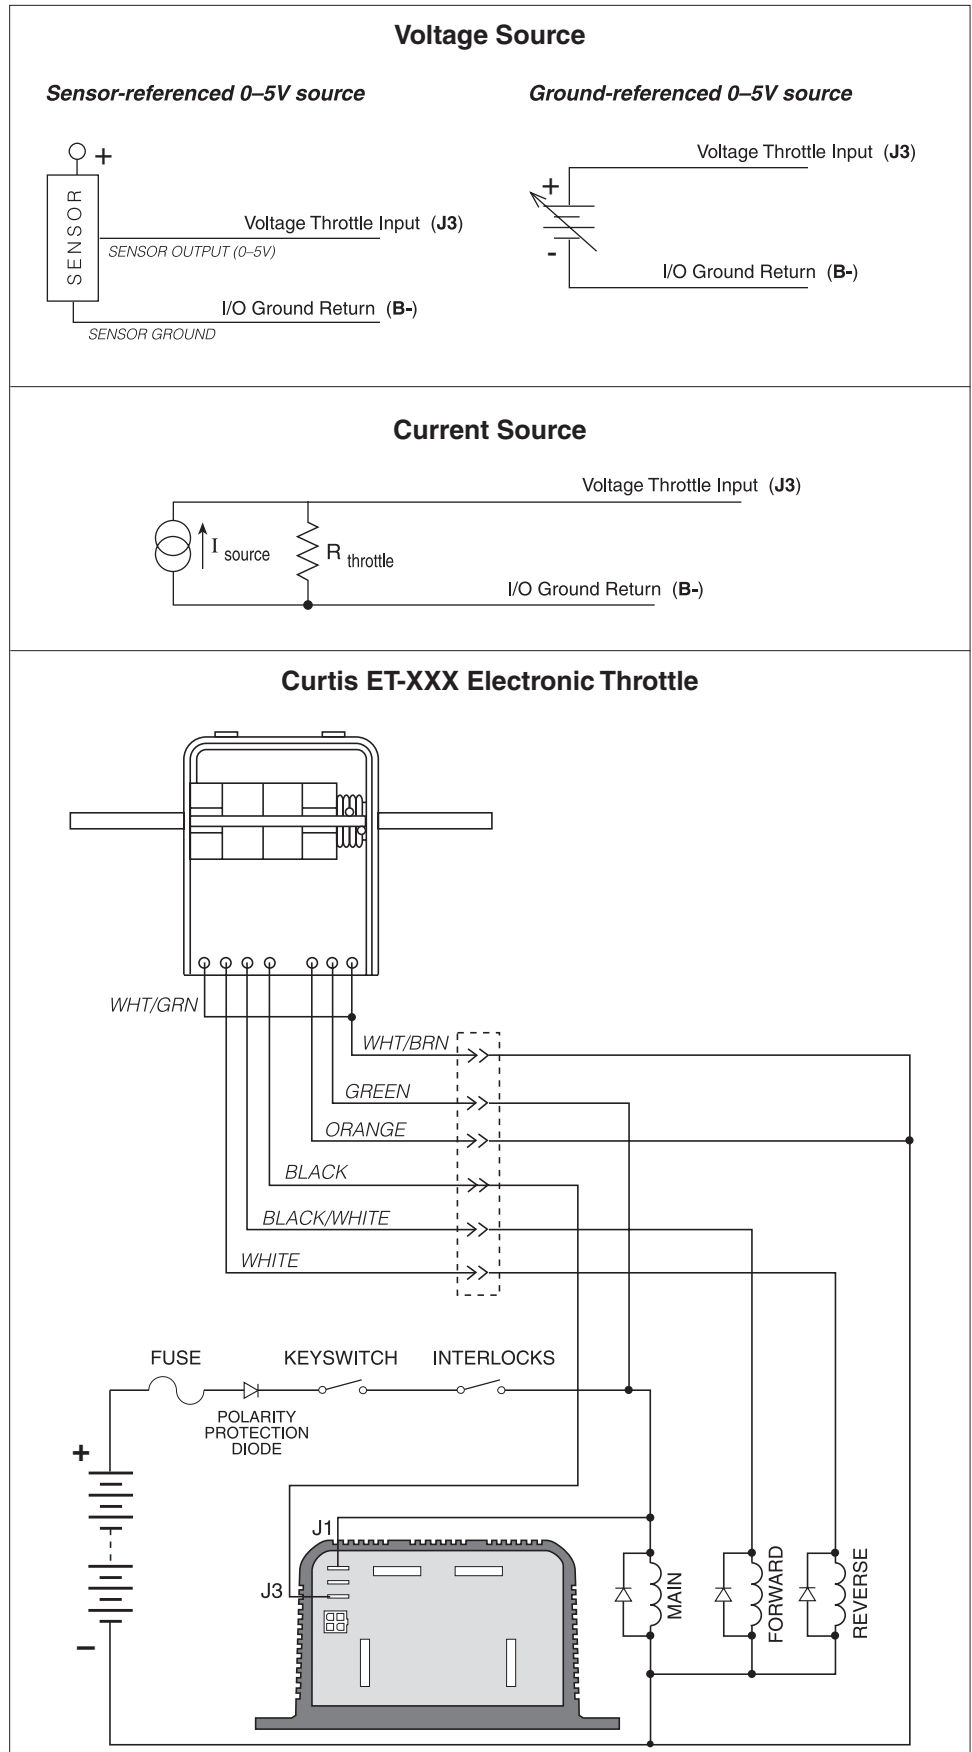 Voltage Source
Sensor-referenced 0–5V source
Ground-referenced 0–5V source
+
SENSOR
Voltage Throttle Input (J3)
SENSOR OUTPUT (0–5V)
I/O Ground Return (B-)
SENSOR GROUND
Voltage Throttle Input (J3)
+
-
I/O Ground Return (B-)
Current Source
Voltage Throttle Input (J3)
I source
R throttle
I/O Ground Return (B-)
Curtis ET-XXX Electronic Throttle
WHT/GRN
WHT/BRN
GREEN
ORANGE
BLACK
BLACK/WHITE
WHITE
FUSE
KEYSWITCH
INTERLOCKS
POLARITY
PROTECTION
DIODE
+
–
J1
J3
MAIN
FORWARD
REVERSE